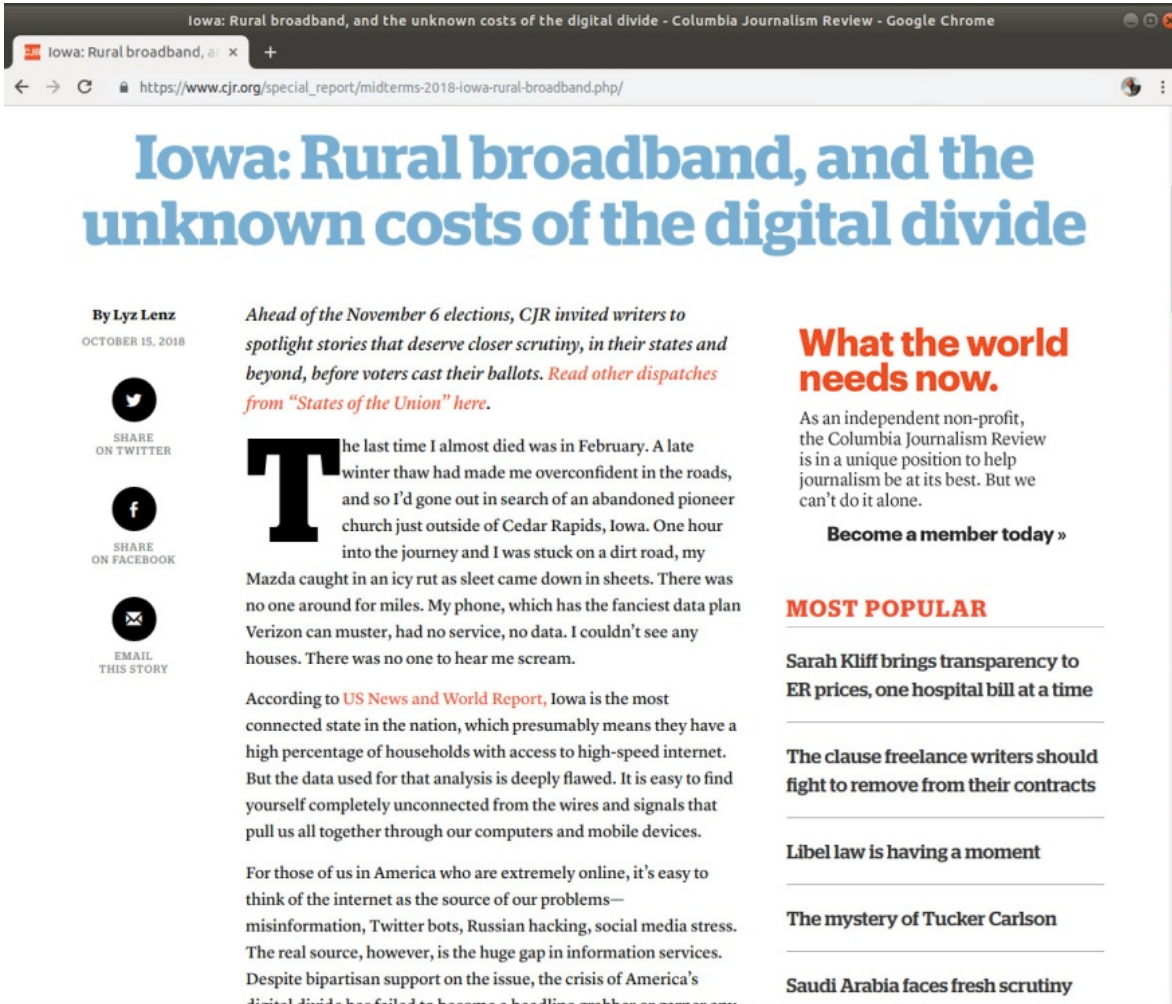 Iowa: Rural broadband, and the unknown costs of the digital divide - Columbia Journalism Review - Google Chrome
CJR Iowa: Rural broadband, a
https://www.cjr.org/special_report/midterms-2018-iowa-rural-broadband.php/
Iowa: Rural broadband, and the
unknown costs of the digital divide
By Lyz Lenz
OCTOBER 15, 2018
SHARE
ON TWITTER
SHARE
ON FACEBOOK
EMAIL
THIS STORY
Ahead of the November 6 elections, CJR invited writers to
spotlight stories that deserve closer scrutiny, in their states and
beyond, before voters cast their ballots. Read other dispatches
from “States of the Union” here.
The last time I almost died was in February. A late
winter thaw had made me overconfident in the roads,
and so I’d gone out in search of an abandoned pioneer
church just outside of Cedar Rapids, Iowa. One hour
into the journey and I was stuck on a dirt road, my
Mazda caught in an icy rut as sleet came down in sheets. There was
no one around for miles. My phone, which has the fanciest data plan
Verizon can muster, had no service, no data. I couldn’t see any
houses. There was no one to hear me scream.
According to US News and World Report, Iowa is the most
connected state in the nation, which presumably means they have a
high percentage of households with access to high-speed internet.
But the data used for that analysis is deeply flawed. It is easy to find
yourself completely unconnected from the wires and signals that
pull us all together through our computers and mobile devices.
For those of us in America who are extremely online, it’s easy to
think of the internet as the source of our problems—
misinformation, Twitter bots, Russian hacking, social media stress.
The real source, however, is the huge gap in information services.
Despite bipartisan support on the issue, the crisis of America’s
digital divide has failed to become a headline grabber or garner any
What the world
needs now.
As an independent non-profit,
the Columbia Journalism Review
is in a unique position to help
journalism be at its best. But we
can’t do it alone.
Become a member today »
MOST POPULAR
Sarah Kliff brings transparency to
ER prices, one hospital bill at a time
The clause freelance writers should
fight to remove from their contracts
Libel law is having a moment
The mystery of Tucker Carlson
Saudi Arabia faces fresh scrutiny